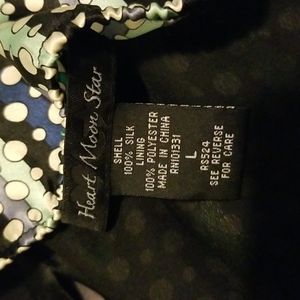 Heart Moon Star
SHELL
100% SILK
LINING
100% POLYESTER
MADE IN CHINA
RN101331
L
RS524
SEE REVERSE
FOR CARE